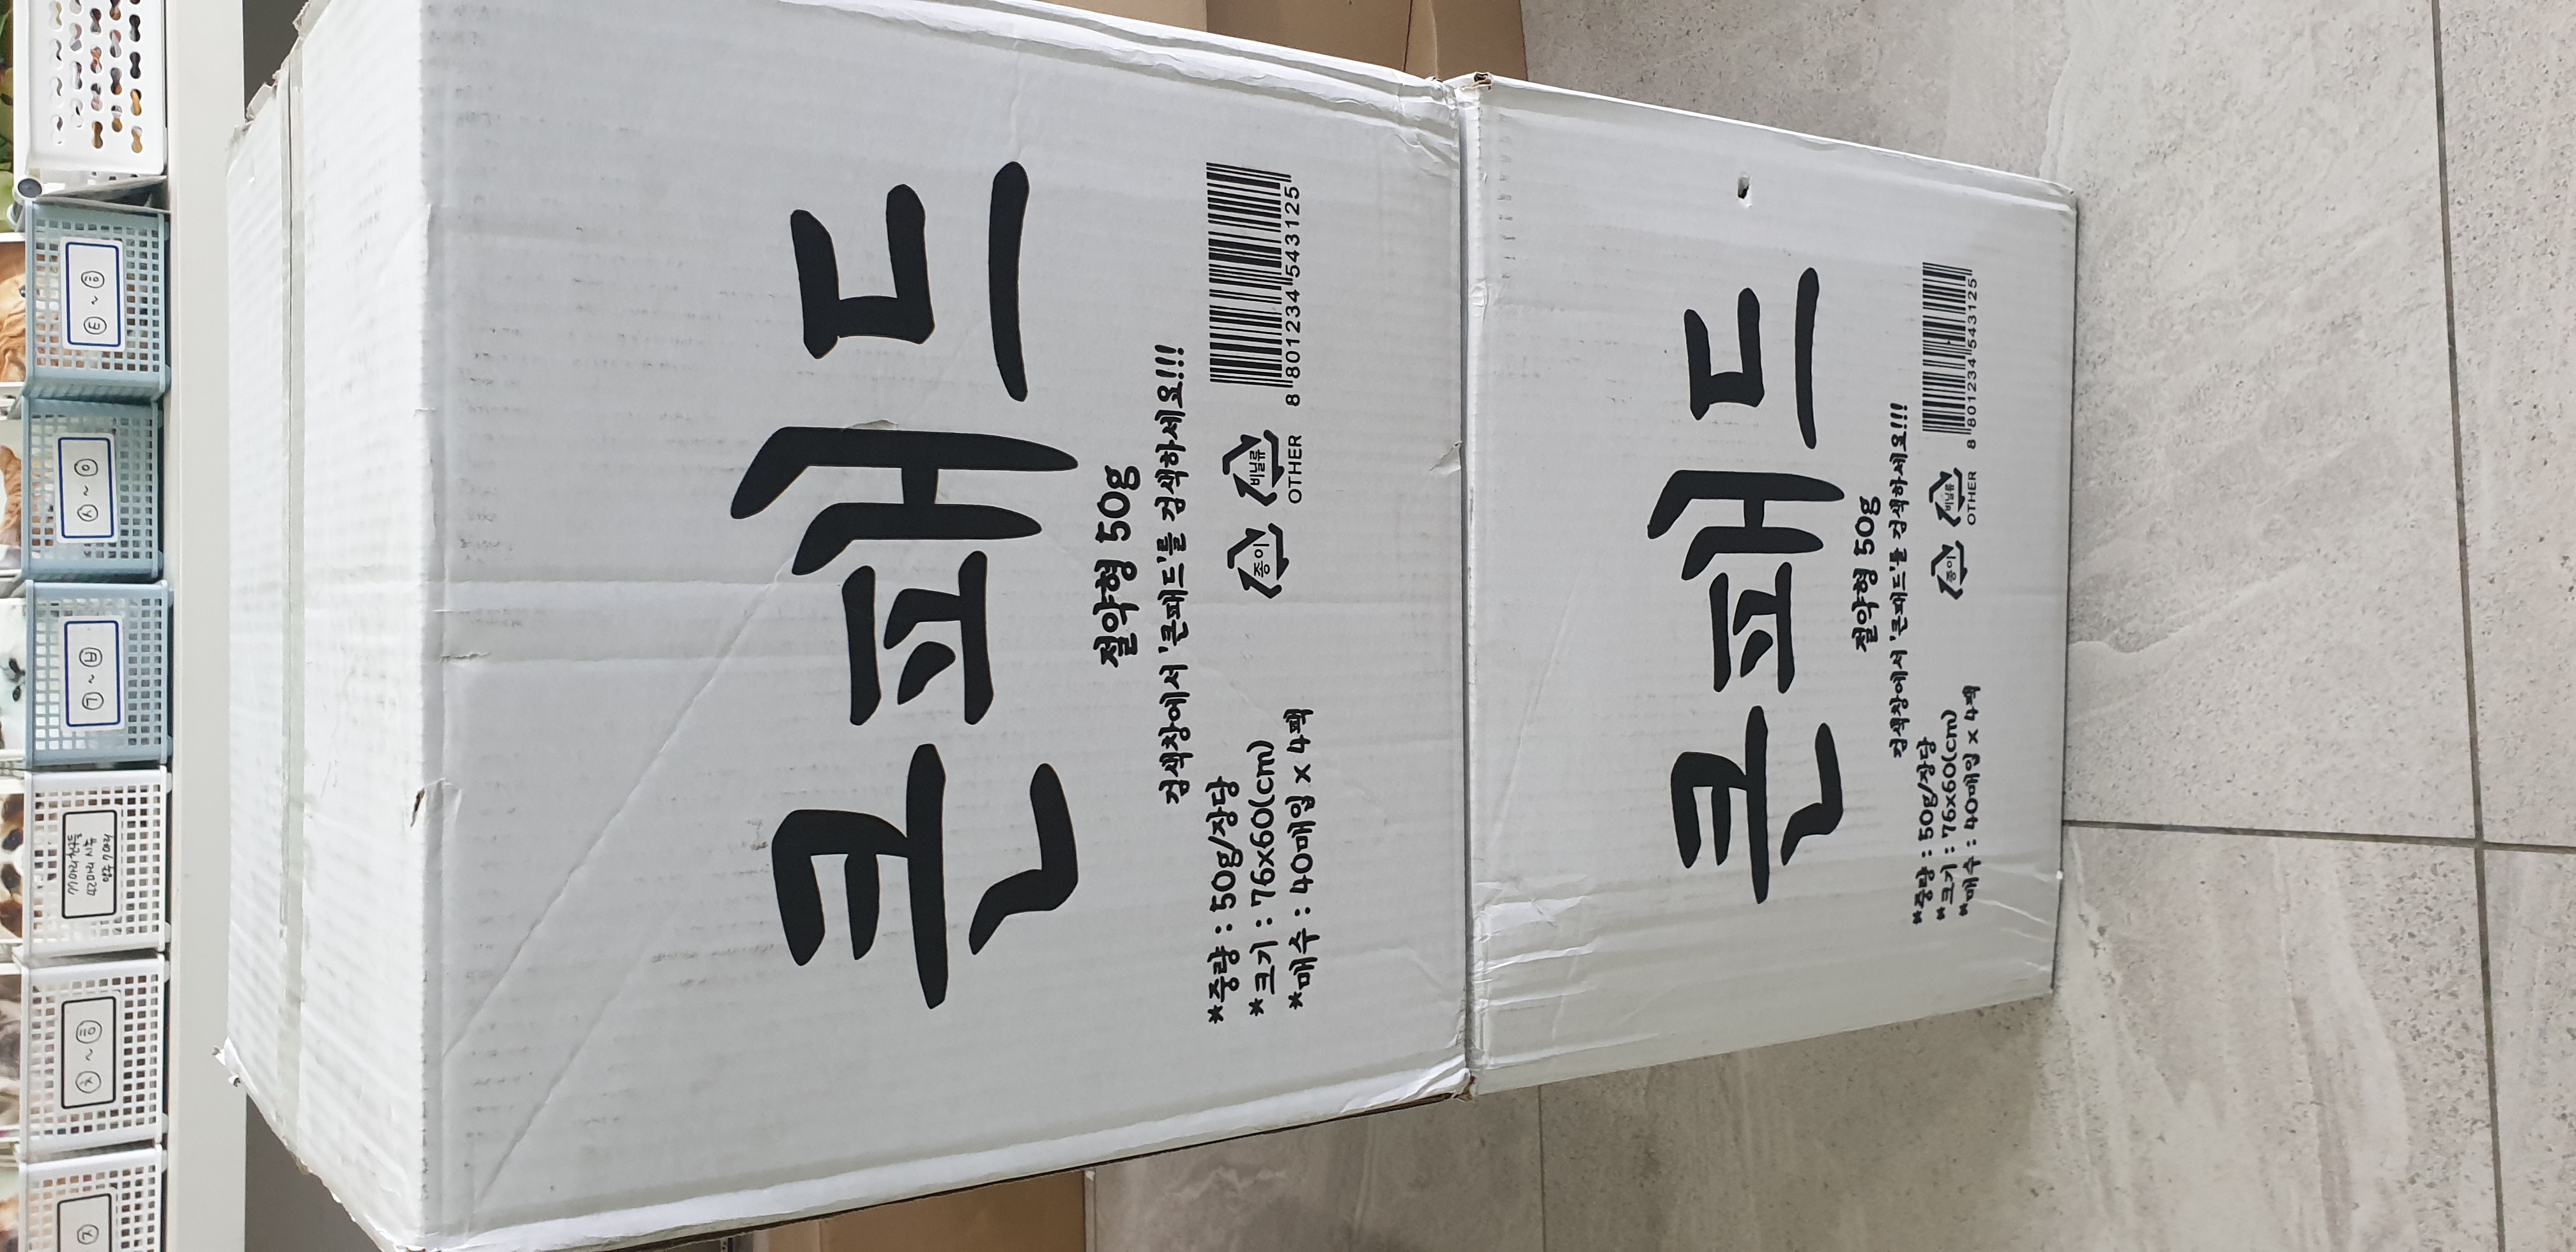 큰패드
절약형 50g
검색창에서 '큰패드'를 검색하세요!!!
*중량 : 50g/장당
*크기 : 76x60(cm)
*매수 : 40매입 x 4팩
종이
비닐류
OTHER
8 801234 543125
큰패드
절약형 50g
검색창에서 '큰패드'를 검색하세요!!!
*중량 : 50g/장당
*크기 : 76x60(cm)
*매수 : 40매입 x 4팩
종이
비닐류
OTHER
8 801234 543125